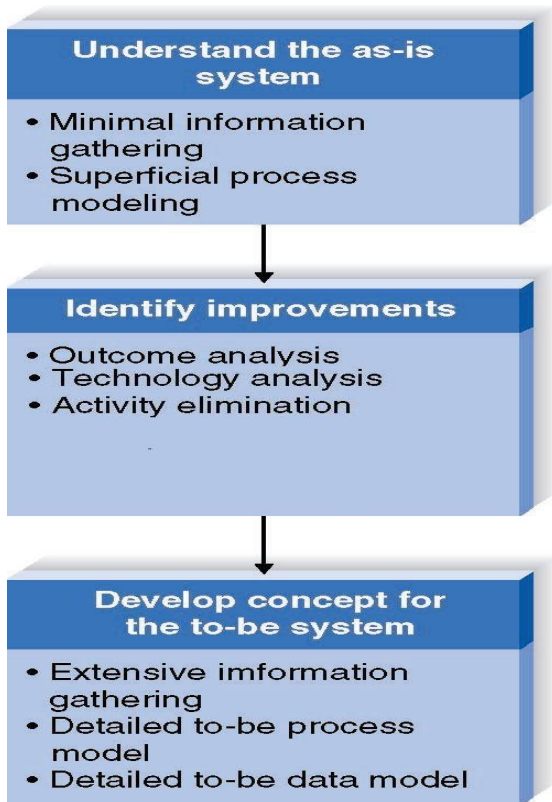 Understand the as-is
system
• Minimal information
gathering
• Superficial process
modeling
Identify improvements
• Outcome analysis
• Technology analysis
• Activity elimination
Develop concept for
the to-be system
• Extensive imformation
gathering
• Detailed to-be process
model
• Detailed to-be data model